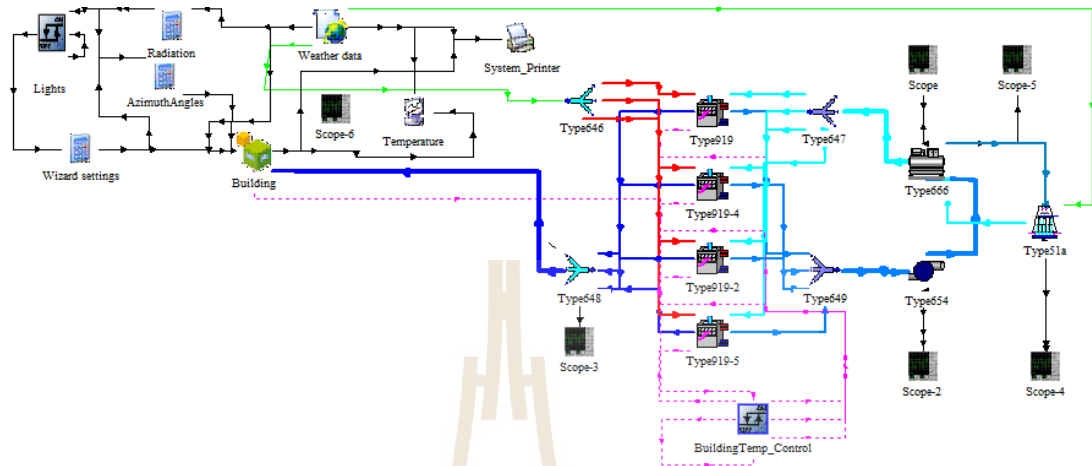 Lights
Radiation
AzimuthAngles
Wizard settings
Weather data
System_Printer
Scope-6
Temperature
Building
Type646
Type648
Scope-3
Type919
Type919-4
Type919-2
Type919-5
BuildingTemp_Control
Type647
Type649
Scope
Scope-5
Type666
Type51a
Type654
Scope-2
Scope-4